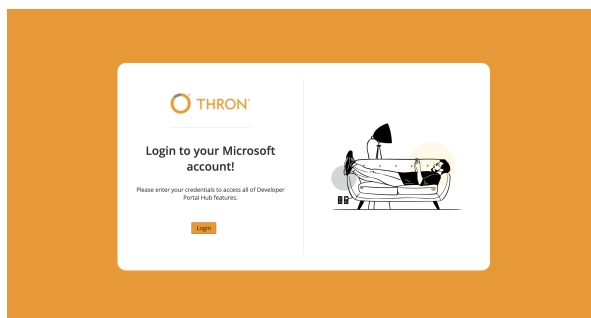 THRON
Login to your Microsoft
account!
Please enter your credentials to access all of Developer
Portal Hub features.
Login